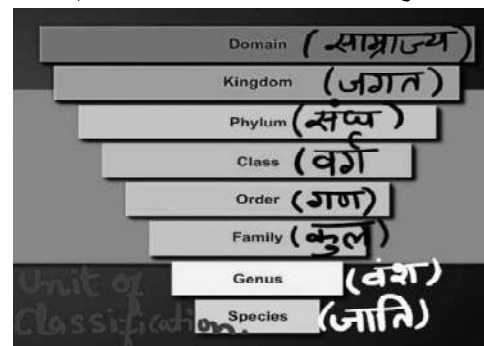 Domain (साम्राज्य)
Kingdom (जगत)
Phylum (संघ)
Class (वर्ग
Order (गण)
Family (कुल)
Unit of Genus (वंश)
Classification. Species (जाति)